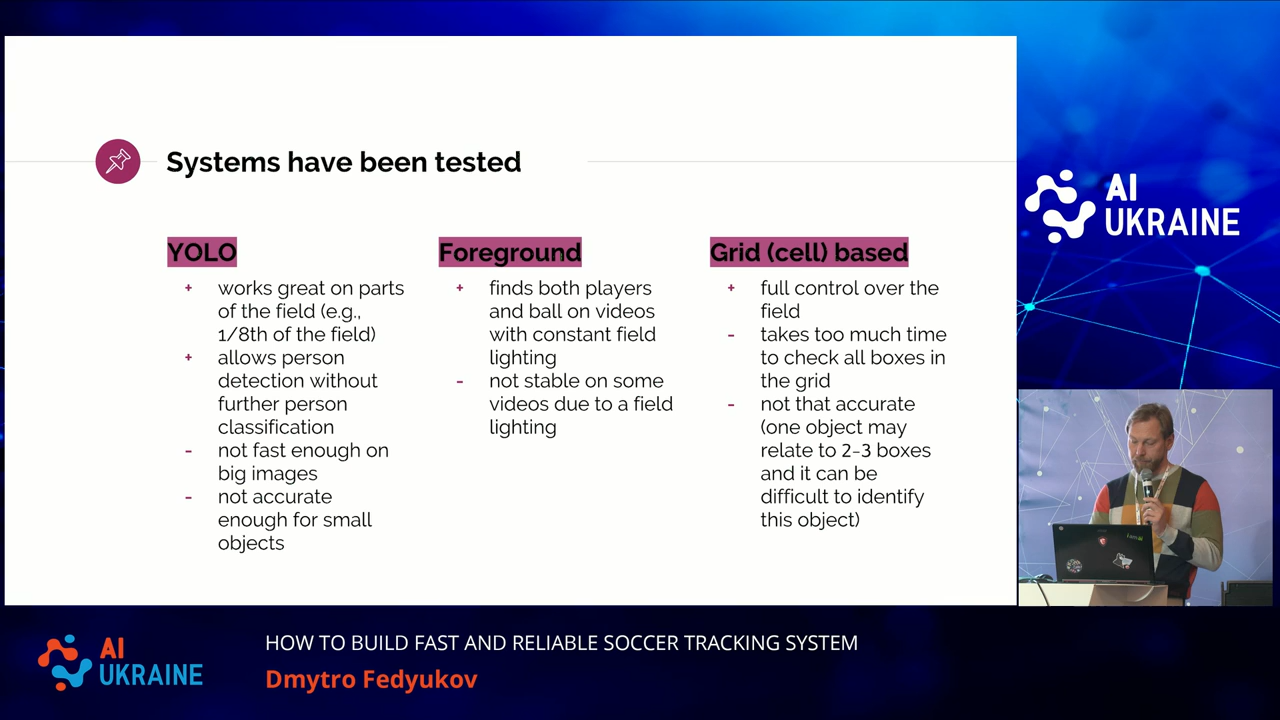 Systems have been tested
YOLO
+ works great on parts
of the field (e.g.,
1/8th of the field)
+ allows person
detection without
further person
classification
- not fast enough on
big images
- not accurate
enough for small
objects
Foreground
+ finds both players
and ball on videos
with constant field
lighting
- not stable on some
videos due to a field
lighting
Grid (cell) based
+ full control over the
field
- takes too much time
to check all boxes in
the grid
- not that accurate
(one object may
relate to 2-3 boxes
and it can be
difficult to identify
this object)
AI
UKRAINE
AI
UKRAINE
HOW TO BUILD FAST AND RELIABLE SOCCER TRACKING SYSTEM
Dmytro Fedyukov